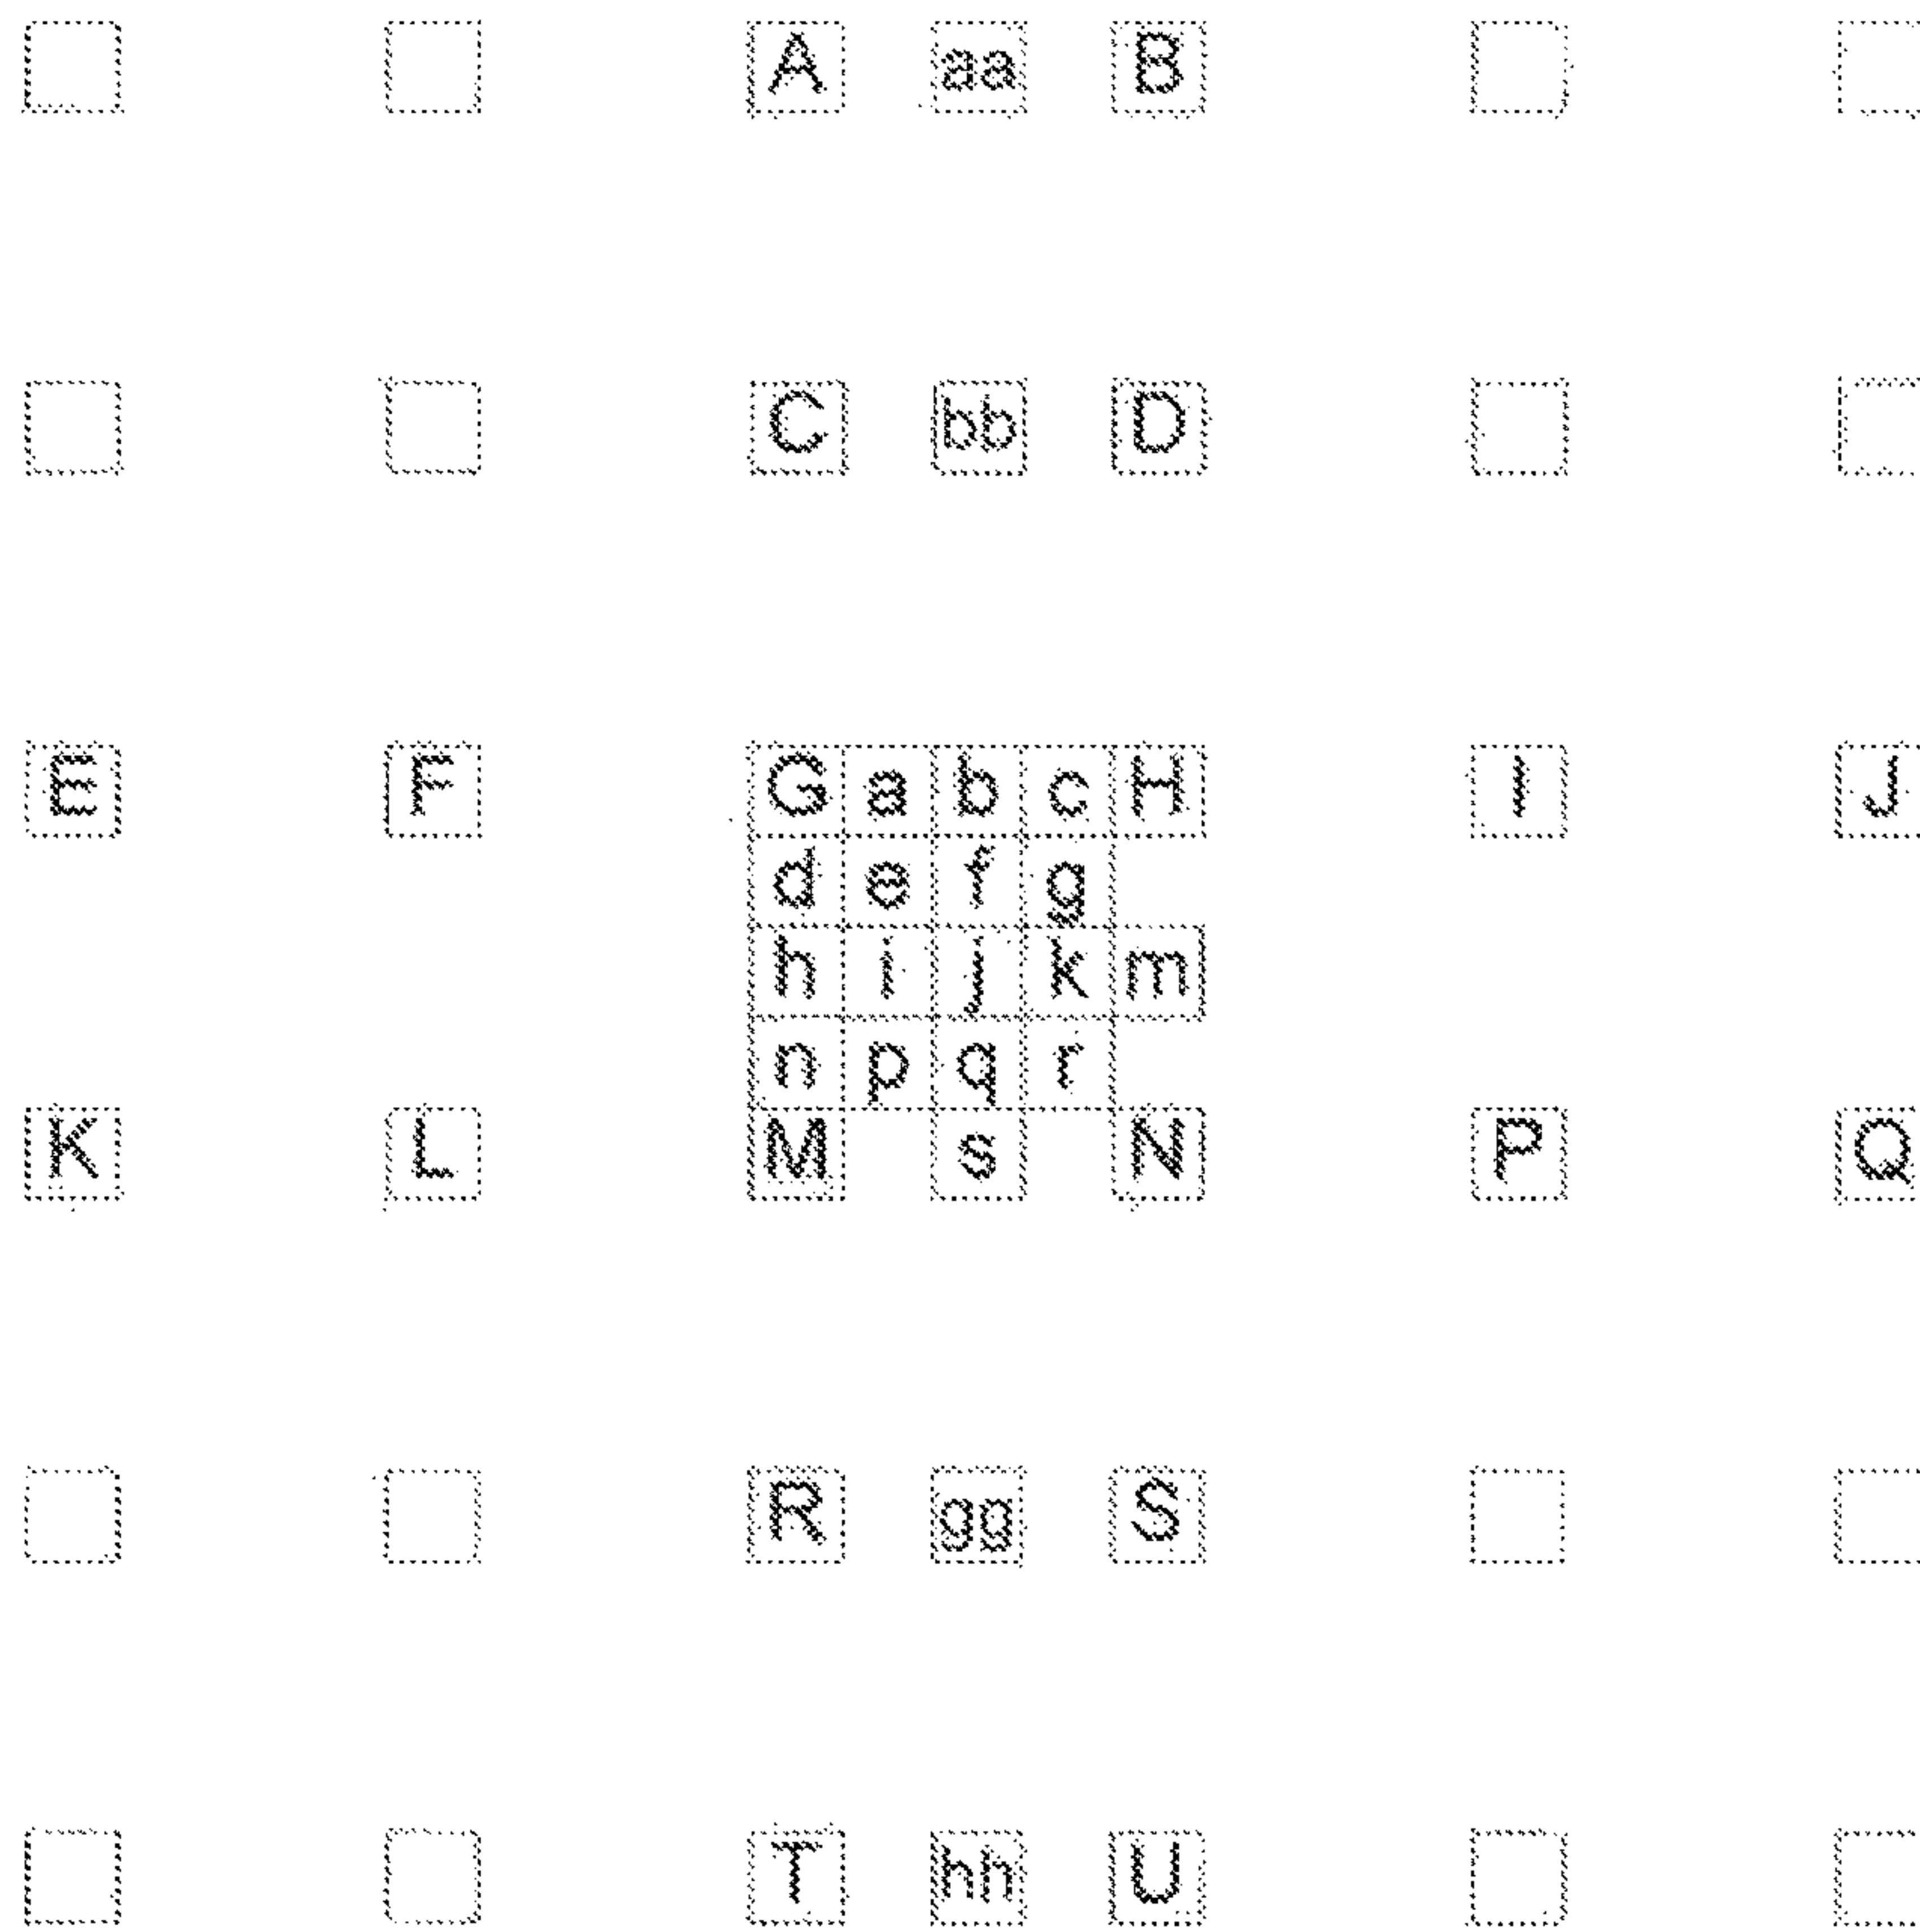 A aa B
C bb D
E F G a b c H I J
d e f g
h i j k m
n p q r
K L M s N P Q
R gg S
T hh U